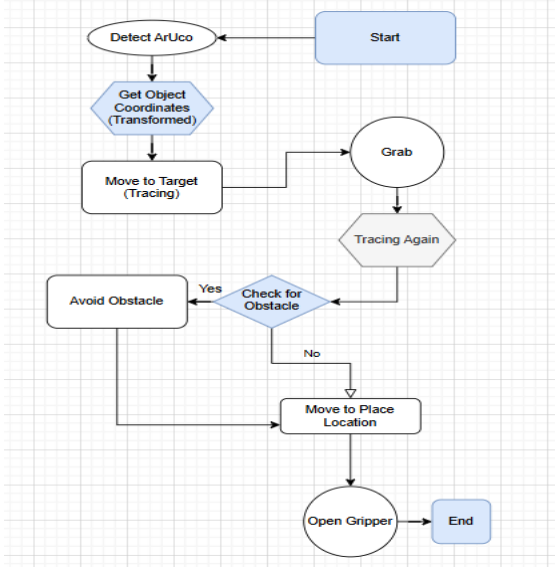 Start
Detect ArUco
Get Object
Coordinates
(Transformed)
Move to Target
(Tracing)
Grab
Tracing Again
Check for
Obstacle
Yes
Avoid Obstacle
No
Move to Place
Location
Open Gripper
End